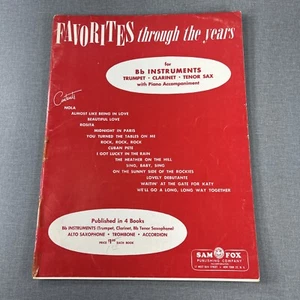 FAVORITES through the years
for
Bb INSTRUMENTS
TRUMPET • CLARINET • TENOR SAX
with Piano Accompaniment
Contents
NOLA
ALMOST LIKE BEING IN LOVE
BEAUTIFUL LOVE
ROSITA
MIDNIGHT IN PARIS
YOU TURNED THE TABLES ON ME
ROCK, ROCK, ROCK
CUBAN PETE
I GOT LUCKY IN THE RAIN
THE HEATHER ON THE HILL
SING, BABY, SING
ON THE SUNNY SIDE OF THE ROCKIES
LOVELY DEBUTANTE
WAITIN' AT THE GATE FOR KATY
WE'LL GO A LONG, LONG WAY TOGETHER
Published in 4 Books
Bb INSTRUMENTS (Trumpet, Clarinet, Bb Tenor Saxophone)
ALTO SAXOPHONE • TROMBONE • ACCORDION
PRICE EACH BOOK
SAM FOX
PUBLISHING COMPANY